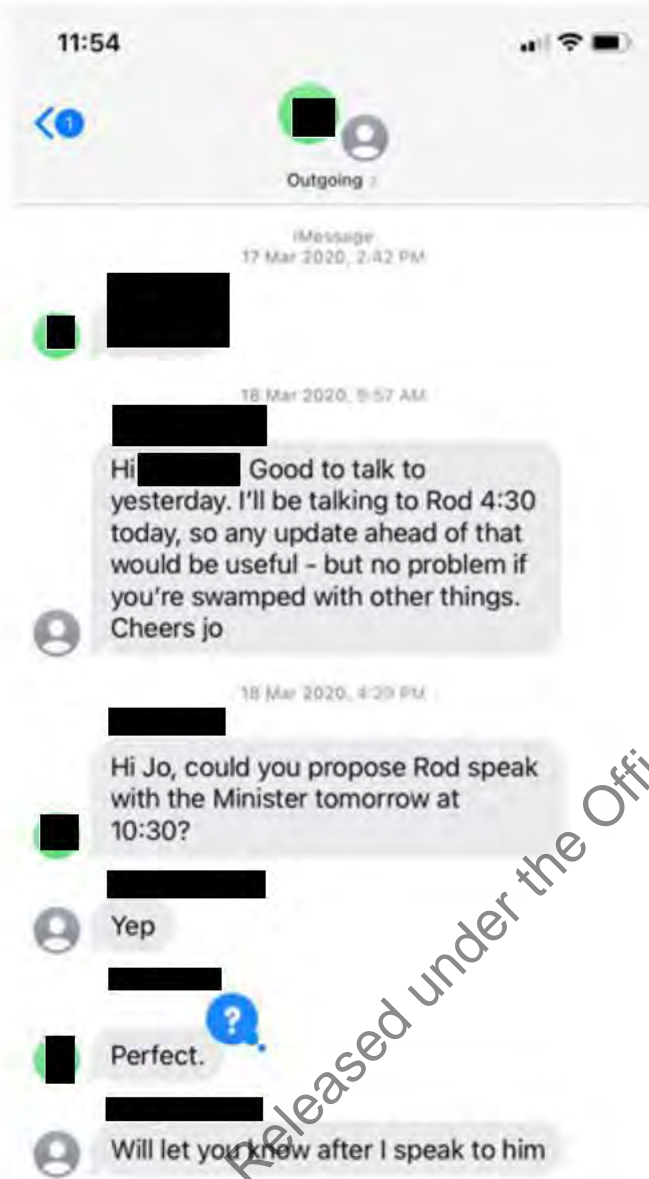 11:54
1
Outgoing
iMessage
17 Mar 2020, 2:42 PM
18 Mar 2020, 9:57 AM
Hi Good to talk to
yesterday. I'll be talking to Rod 4:30
today, so any update ahead of that
would be useful - but no problem if
you're swamped with other things.
Cheers jo
18 Mar 2020, 4:29 PM
Hi Jo, could you propose Rod speak
with the Minister tomorrow at
10:30?
Yep
?
Perfect.
Will let you know after I speak to him
Released under the